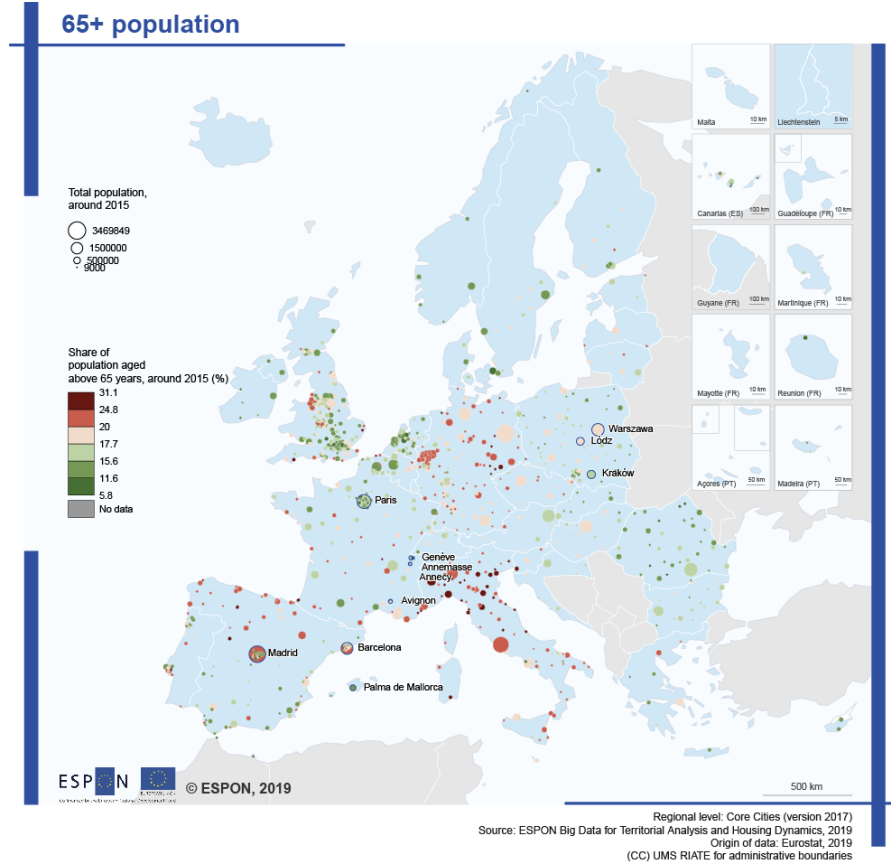 65+ population
Total population,
around 2015
3469849
1500000
500000
9000
Share of
population aged
above 65 years, around 2015 (%)
31.1
24.8
20
17.7
15.6
11.6
5.8
No data
Malta
10 km
Liechtenstein
5 km
Canarias (ES)
100 km
Guadeloupe (FR)
10 km
Guyane (FR)
100 km
Martinique (FR)
10 km
Mayotte (FR)
10 km
Reunion (FR)
10 km
Açores (PT)
50 km
Madeira (PT)
50 km
Warszawa
Lódz
Kraków
Paris
Genève
Annemasse
Annecy
Avignon
Madrid
Barcelona
Palma de Mallorca
ESPON
© ESPON, 2019
500 km
Regional level: Core Cities (version 2017)
Source: ESPON Big Data for Territorial Analysis and Housing Dynamics, 2019
Origin of data: Eurostat, 2019
(CC) UMS RIATE for administrative boundaries